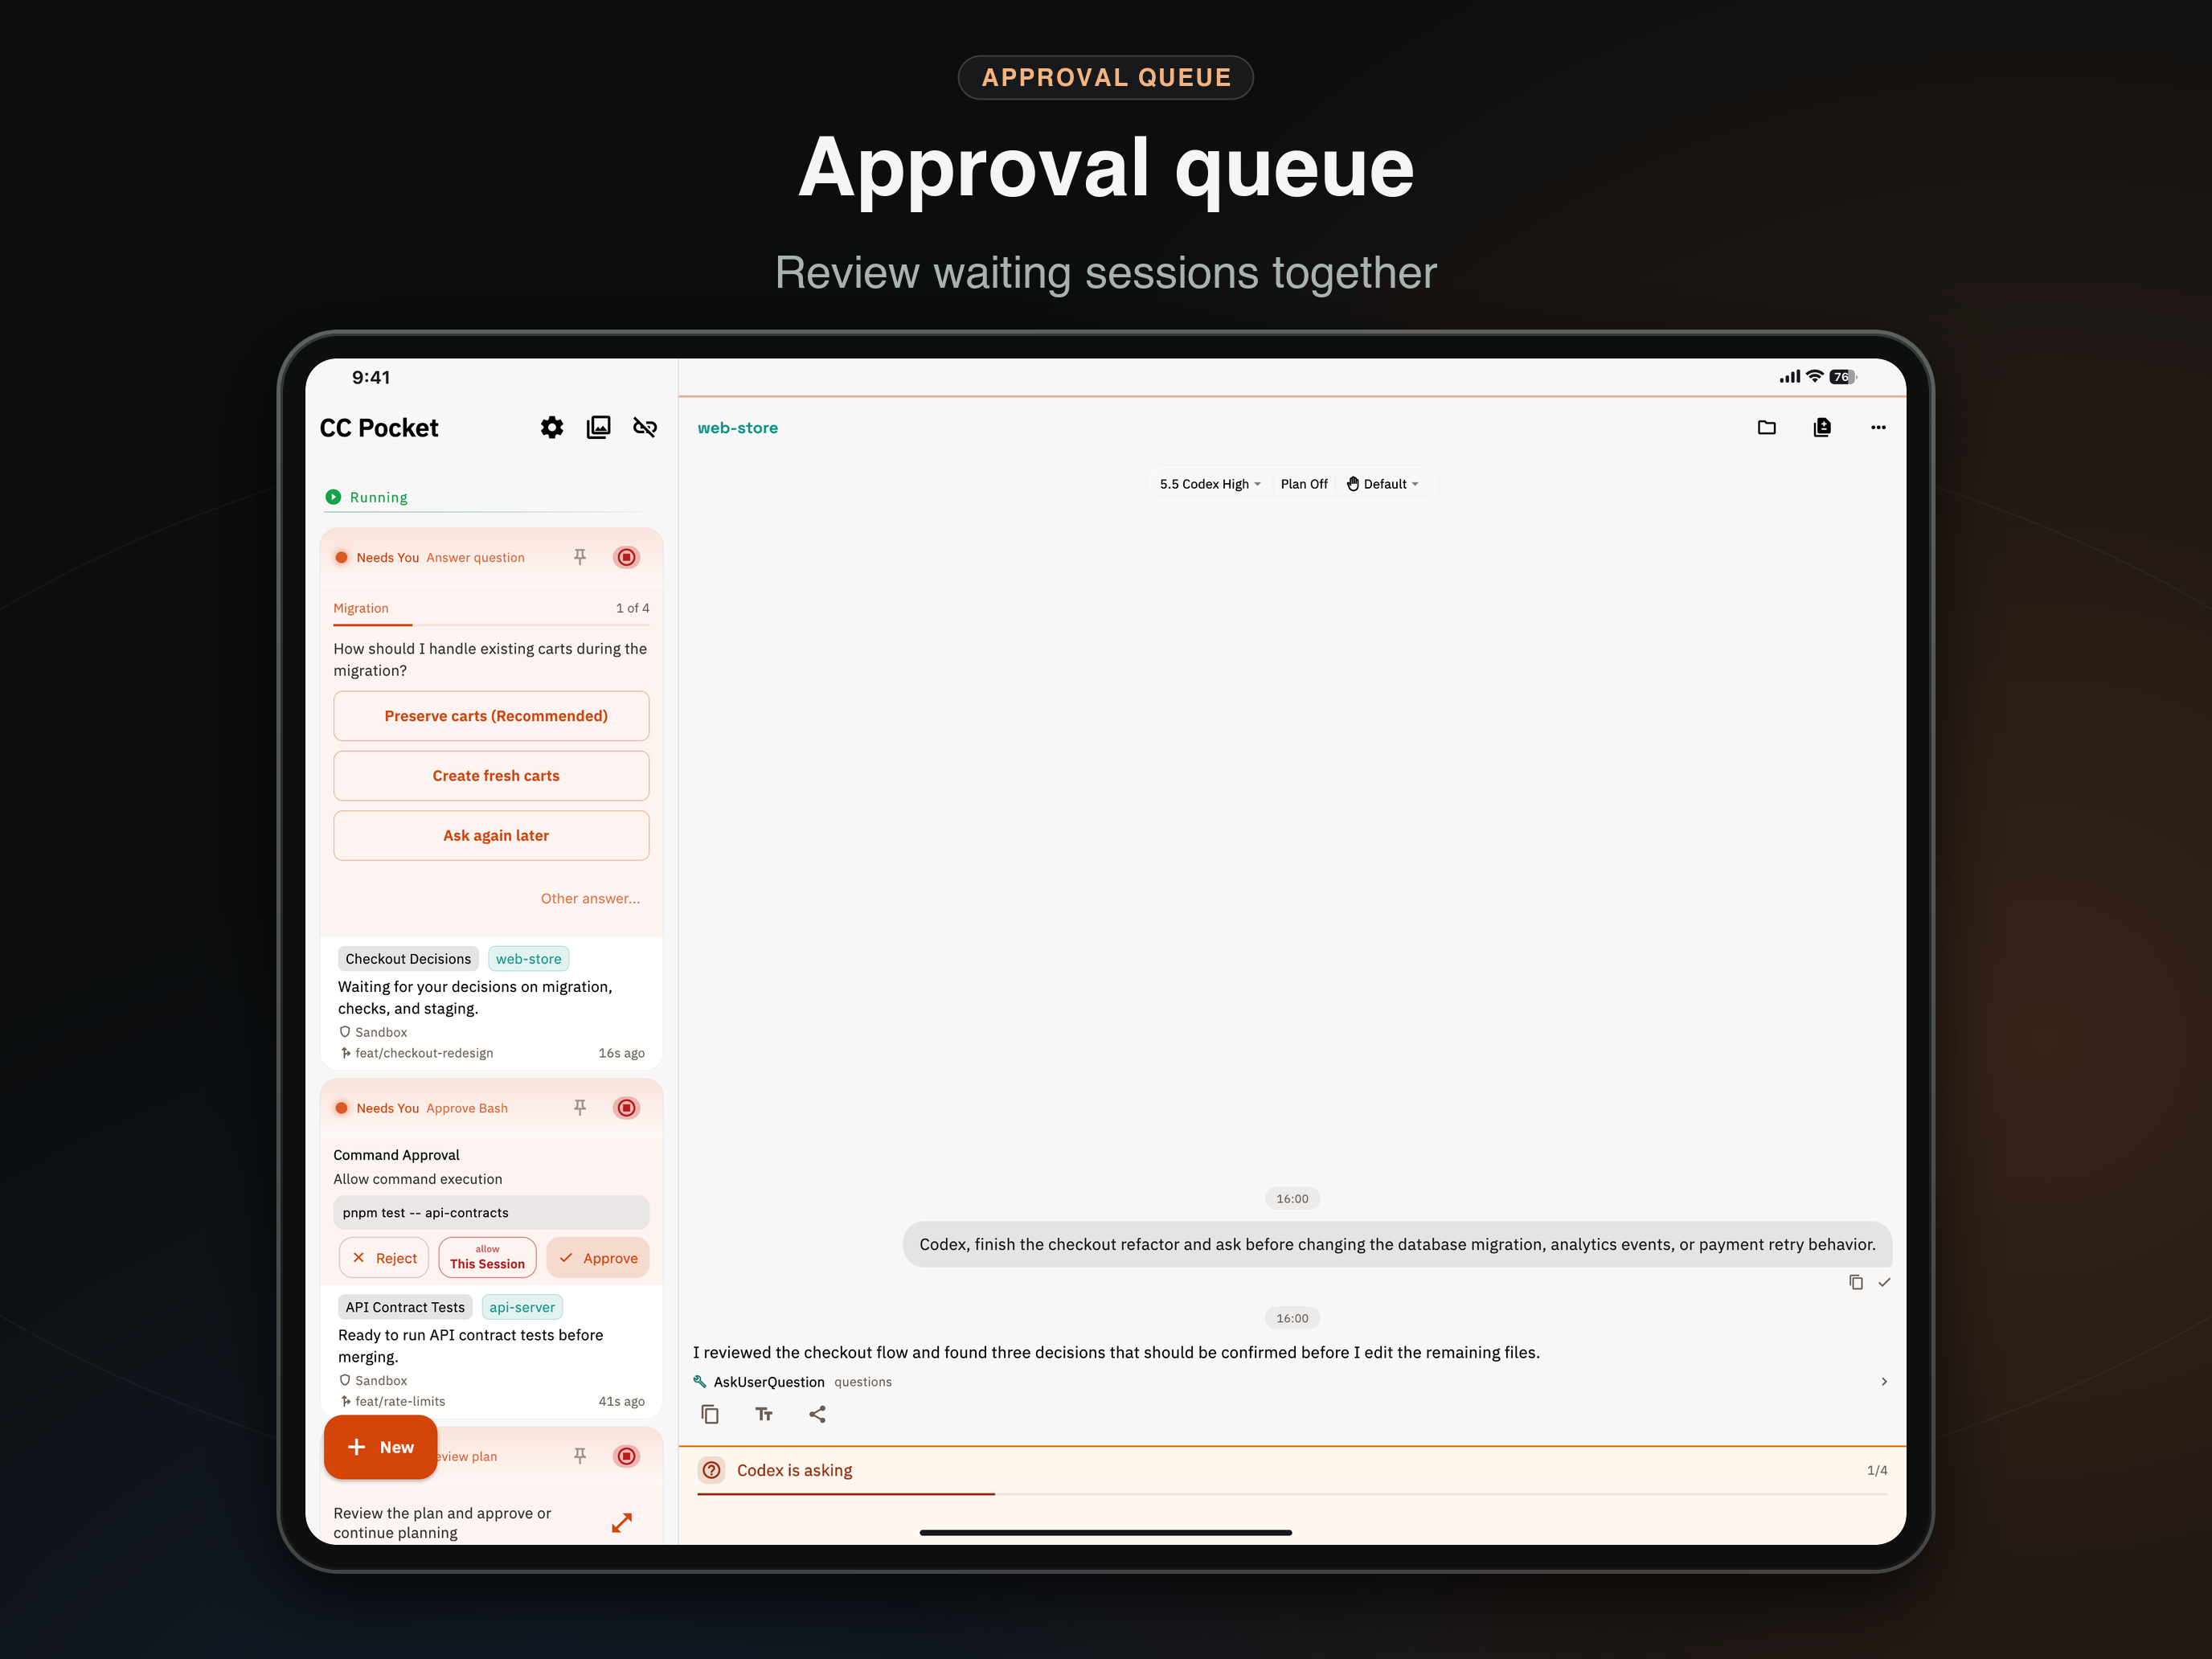 APPROVAL QUEUE
Approval queue
Review waiting sessions together
9:41
76
CC Pocket
Running
Needs You Answer question
Migration 1 of 4
How should I handle existing carts during the
migration?
Preserve carts (Recommended)
Create fresh carts
Ask again later
Other answer...
Checkout Decisions web-store
Waiting for your decisions on migration,
checks, and staging.
Sandbox
feat/checkout-redesign 16s ago
Needs You Approve Bash
Command Approval
Allow command execution
pnpm test -- api-contracts
Reject
allow
This Session
Approve
API Contract Tests api-server
Ready to run API contract tests before
merging.
Sandbox
feat/rate-limits 41s ago
New
eview plan
Review the plan and approve or
continue planning
web-store
5.5 Codex High Plan Off Default
16:00
Codex, finish the checkout refactor and ask before changing the database migration, analytics events, or payment retry behavior.
16:00
I reviewed the checkout flow and found three decisions that should be confirmed before I edit the remaining files.
AskUserQuestion questions
Tт
Codex is asking 1/4